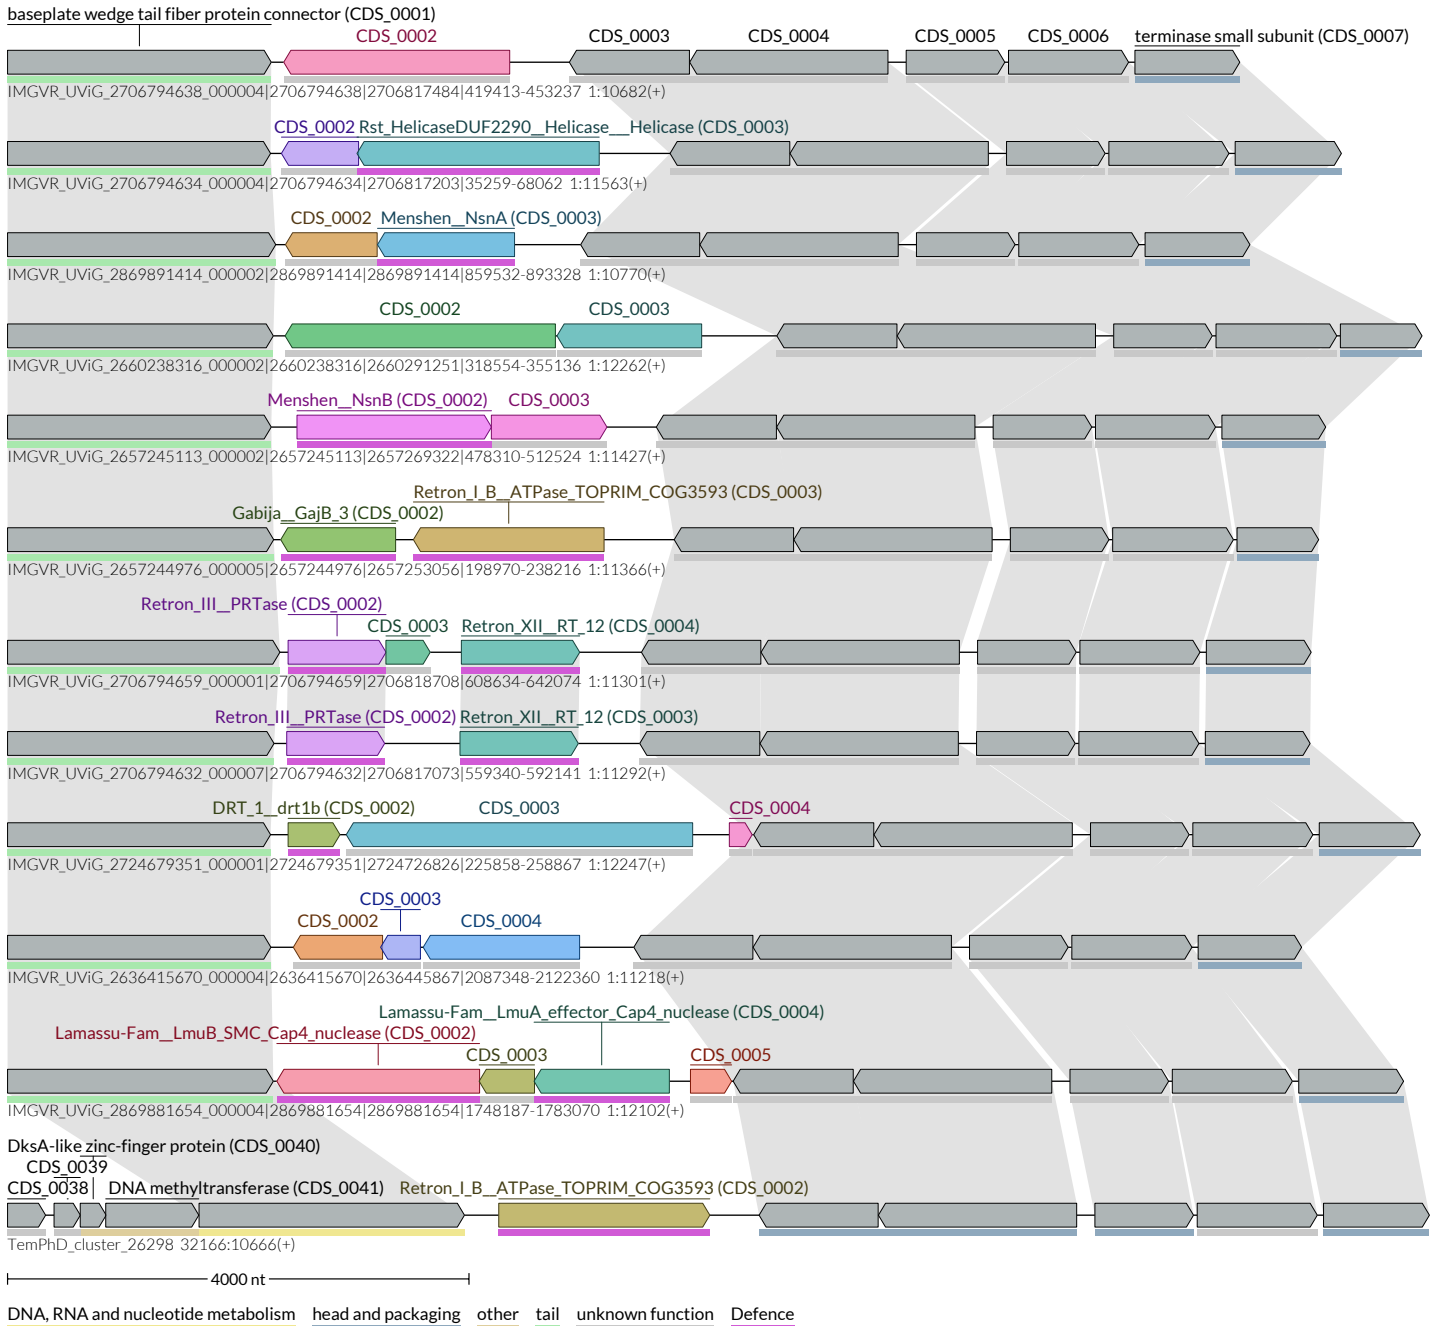 baseplate wedge tail fiber protein connector (CDS_0001)
CDS_0002 CDS_0003 CDS_0004 CDS_0005 CDS_0006 terminase small subunit (CDS_0007)
IMGVR_UViG_2706794638_000004|2706794638|2706817484|419413-453237 1:10682(+)
CDS_0002 Rst_HelicaseDUF2290__Helicase___Helicase (CDS_0003)
IMGVR_UViG_2706794634_000004|2706794634|2706817203|35259-68062 1:11563(+)
CDS_0002 Menshen__NsnA (CDS_0003)
IMGVR_UViG_2869891414_000002|2869891414|2869891414|859532-893328 1:10770(+)
CDS_0002 CDS_0003
IMGVR_UViG_2660238316_000002|2660238316|2660291251|318554-355136 1:12262(+)
Menshen__NsnB (CDS_0002) CDS_0003
IMGVR_UViG_2657245113_000002|2657245113|2657269322|478310-512524 1:11427(+)
Retron_I_B__ATPase_TOPRIM_COG3593 (CDS_0003)
Gabija__GajB_3 (CDS_0002)
IMGVR_UViG_2657244976_000005|2657244976|2657253056|198970-238216 1:11366(+)
Retron_III__PRTase (CDS_0002)
CDS_0003 Retron_XII__RT_12 (CDS_0004)
IMGVR_UViG_2706794659_000001|2706794659|2706818708|608634-642074 1:11301(+)
Retron_III__PRTase (CDS_0002) Retron_XII__RT_12 (CDS_0003)
IMGVR_UViG_2706794632_000007|2706794632|2706817073|559340-592141 1:11292(+)
DRT_1__drt1b (CDS_0002) CDS_0003 CDS_0004
IMGVR_UViG_2724679351_000001|2724679351|2724726826|225858-258867 1:12247(+)
CDS_0003
CDS_0002 CDS_0004
IMGVR_UViG_2636415670_000004|2636415670|2636445867|2087348-2122360 1:11218(+)
Lamassu-Fam__LmuA_effector_Cap4_nuclease (CDS_0004)
Lamassu-Fam__LmuB_SMC_Cap4_nuclease (CDS_0002)
CDS_0003 CDS_0005
IMGVR_UViG_2869881654_000004|2869881654|2869881654|1748187-1783070 1:12102(+)
DksA-like zinc-finger protein (CDS_0040)
CDS_0039
CDS_0038 DNA methyltransferase (CDS_0041) Retron_I_B__ATPase_TOPRIM_COG3593 (CDS_0002)
TemPhD_cluster_26298 32166:10666(+)
4000 nt
DNA, RNA and nucleotide metabolism head and packaging other tail unknown function Defence